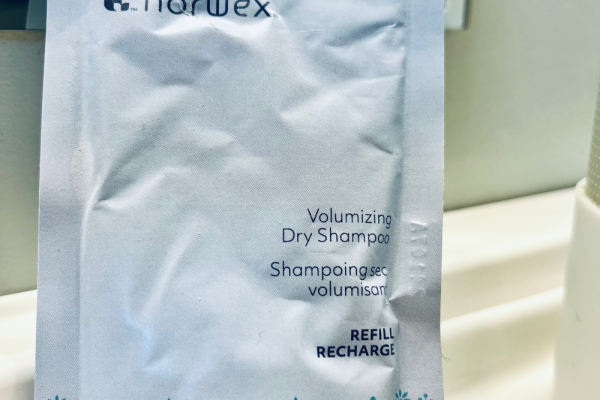 norwex
Volumizing
Dry Shampoo
Shampoing sec
volumisant
REFILL
RECHARGE